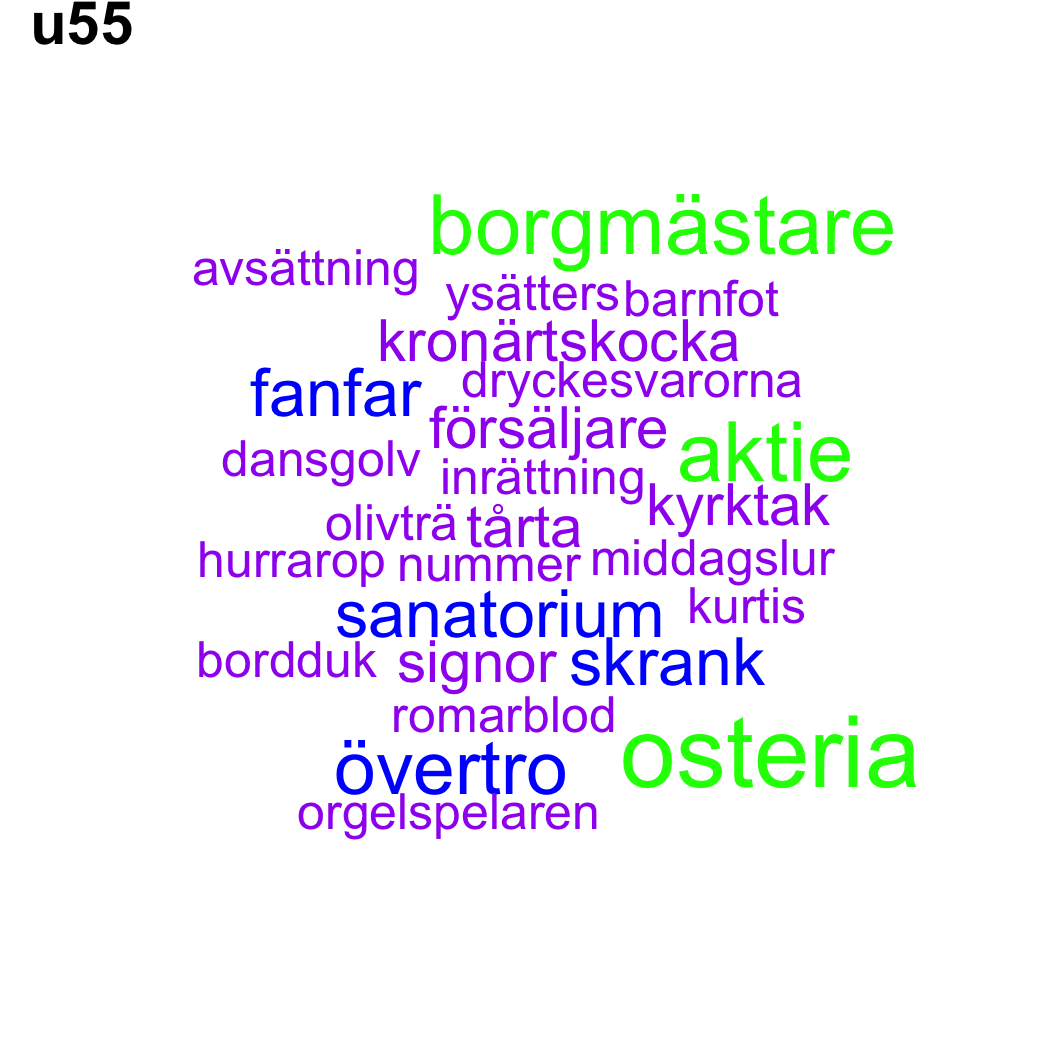 u55
borgmästare
avsättning
ysätters barnfot
kronärtskocka
fanfar dryckesvarorna
försäljare aktie
dansgolv inrättning
kyrktak
olivträ tårta
hurrarop nummer middagslur
sanatorium kurtis
bordduk signor skrank
romarblod
övertro osteria
orgelspelaren